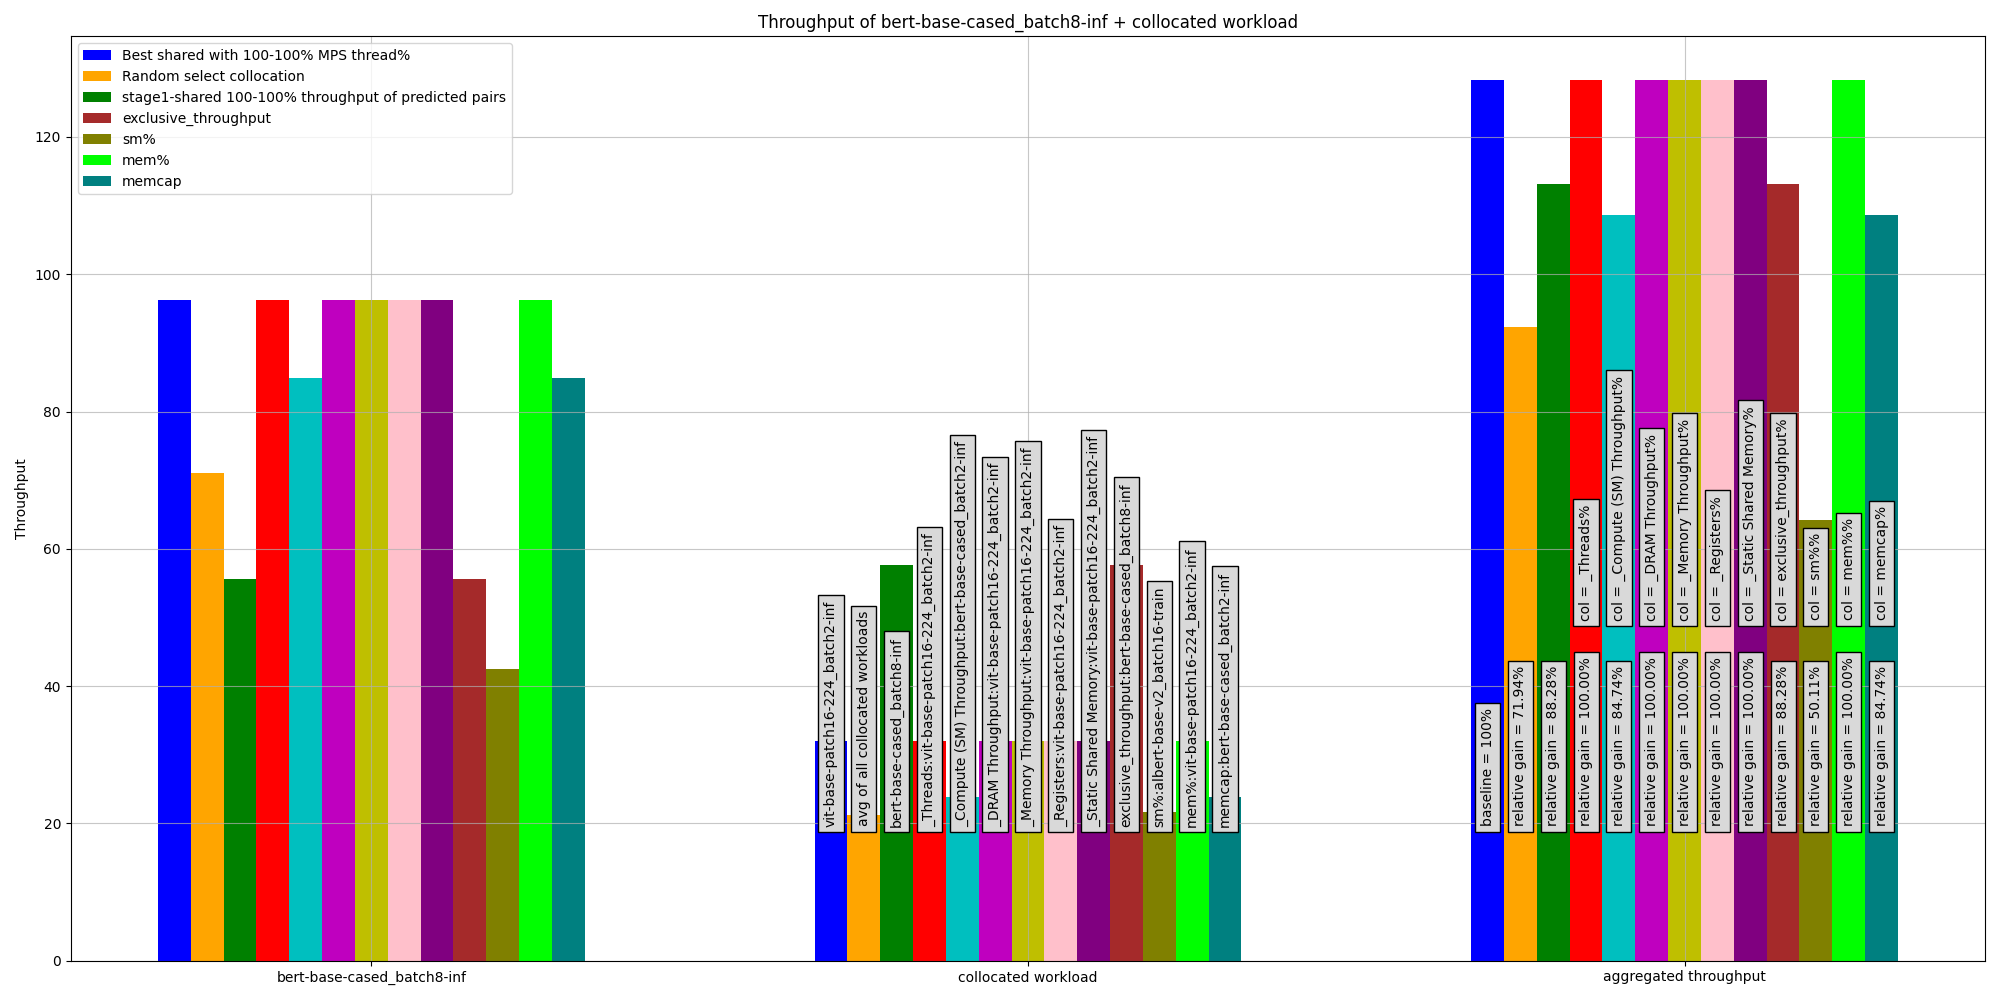 Throughput of bert-base-cased_batch8-inf + collocated workload
Best shared with 100-100% MPS thread%
Random select collocation
stage1-shared 100-100% throughput of predicted pairs
exclusive_throughput
sm%
mem%
memcap
Throughput
120
100
80
60
40
20
0
vit-base-patch16-224_batch2-inf
avg of all collocated workloads
bert-base-cased_batch8-inf
_Threads:vit-base-patch16-224_batch2-inf
_Compute (SM) Throughput:bert-base-cased_batch2-inf
_DRAM Throughput:vit-base-patch16-224_batch2-inf
_Memory Throughput:vit-base-patch16-224_batch2-inf
_Registers:vit-base-patch16-224_batch2-inf
_Static Shared Memory:vit-base-patch16-224_batch2-inf
exclusive_throughput:bert-base-cased_batch8-inf
sm%:albert-base-v2_batch16-train
mem%:vit-base-patch16-224_batch2-inf
memcap:bert-base-cased_batch2-inf
col = _Threads%
col = _Compute (SM) Throughput%
col = _DRAM Throughput%
col = _Memory Throughput%
col = _Registers%
col = _Static Shared Memory%
col = exclusive_throughput%
col = sm%%
col = mem%%
col = memcap%
baseline = 100%
relative gain = 71.94%
relative gain = 88.28%
relative gain = 100.00%
relative gain = 84.74%
relative gain = 100.00%
relative gain = 100.00%
relative gain = 100.00%
relative gain = 100.00%
relative gain = 88.28%
relative gain = 50.11%
relative gain = 100.00%
relative gain = 84.74%
bert-base-cased_batch8-inf
collocated workload
aggregated throughput